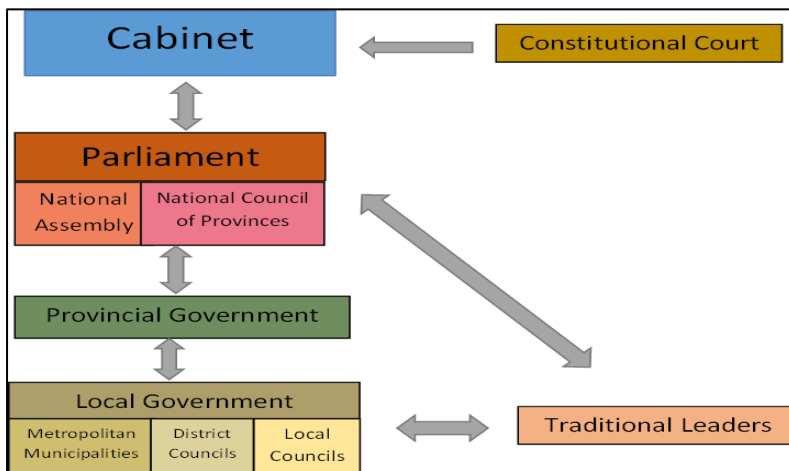 Cabinet
Constitutional Court
Parliament
National
Assembly
National Council
of Provinces
Provincial Government
Local Government
Metropolitan
Municipalities
District
Councils
Local
Councils
Traditional Leaders